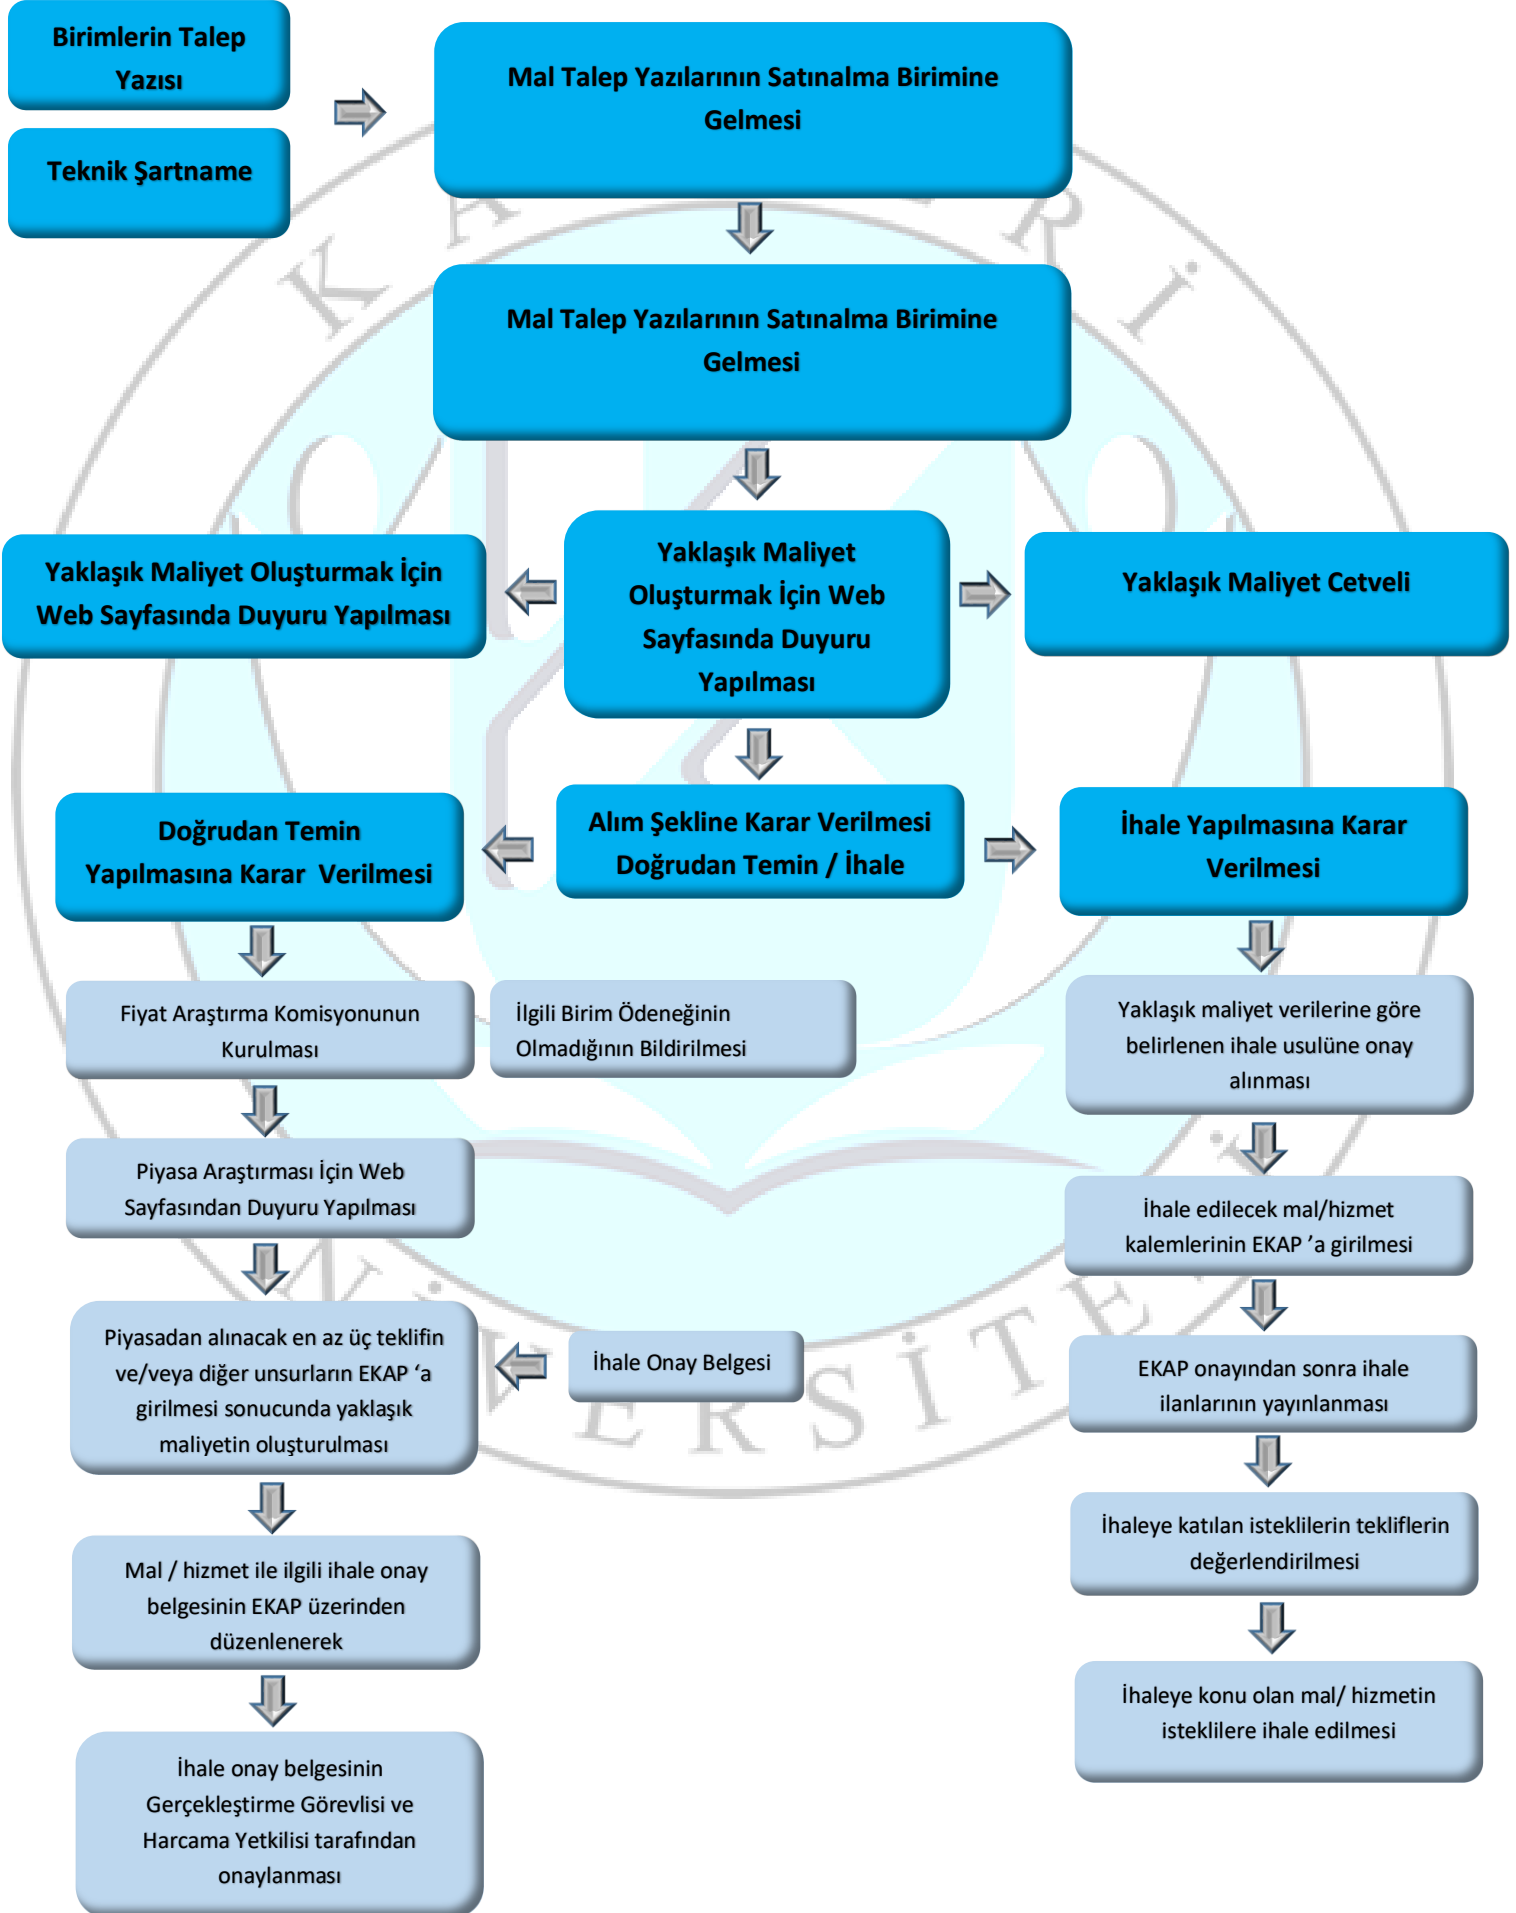 Birimlerin Talep
Yazısı
Teknik Şartname
Mal Talep Yazılarının Satınalma Birimine
Gelmesi
Mal Talep Yazılarının Satınalma Birimine
Gelmesi
Yaklaşık Maliyet Oluşturmak İçin
Web Sayfasında Duyuru Yapılması
Yaklaşık Maliyet
Oluşturmak İçin Web
Sayfasında Duyuru
Yapılması
Yaklaşık Maliyet Cetveli
Doğrudan Temin
Yapılmasına Karar  Verilmesi
Alım Şekline Karar Verilmesi
Doğrudan Temin / İhale
İhale Yapılmasına Karar
Verilmesi
Fiyat Araştırma Komisyonunun
Kurulması
İlgili Birim Ödeneğinin
Olmadığının Bildirilmesi
Yaklaşık maliyet verilerine göre
belirlenen ihale usulüne onay
alınması
Piyasa Araştırması İçin Web
Sayfasından Duyuru Yapılması
İhale edilecek mal/hizmet
kalemlerinin EKAP ’a girilmesi
Piyasadan alınacak en az üç teklifin
ve/veya diğer unsurların EKAP ‘a
girilmesi sonucunda yaklaşık
maliyetin oluşturulması
İhale Onay Belgesi
EKAP onayından sonra ihale
ilanlarının yayınlanması
Mal / hizmet ile ilgili ihale onay
belgesinin EKAP üzerinden
düzenlenerek
İhaleye katılan isteklilerin tekliflerin
değerlendirilmesi
İhale onay belgesinin
Gerçekleştirme Görevlisi ve
Harcama Yetkilisi tarafından
onaylanması
İhaleye konu olan mal/ hizmetin
isteklilere ihale edilmesi